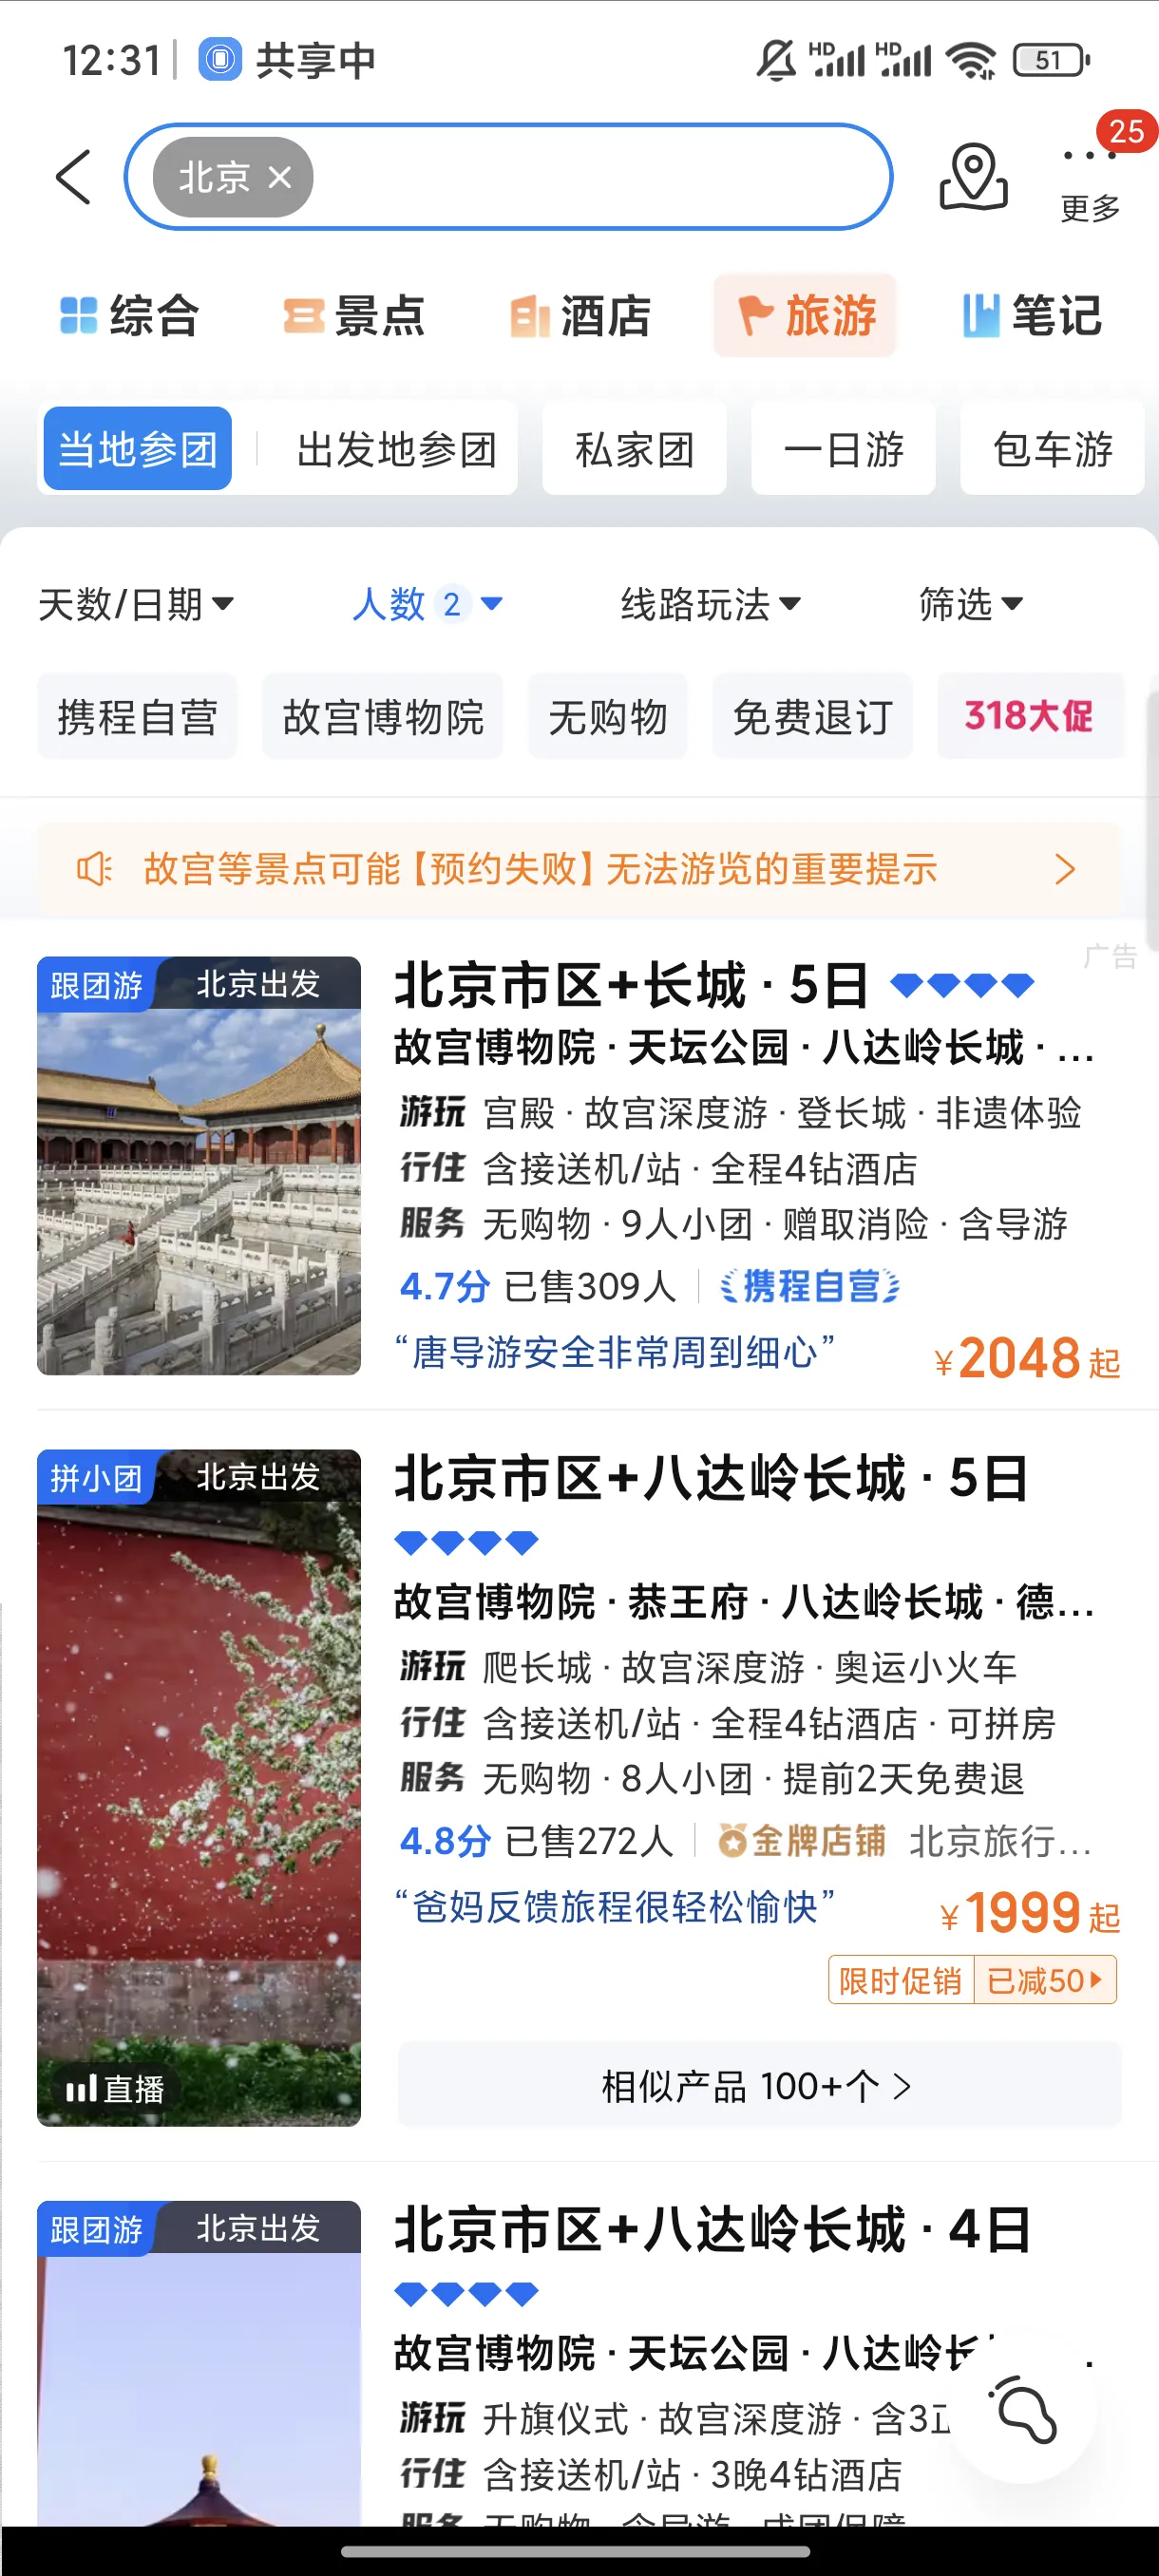 12:31 共享中 HD HD 51
北京 ×
25
更多
综合 景点 酒店 旅游 笔记
当地参团 出发地参团 私家团 一日游 包车游
天数/日期 人数 2 线路玩法 筛选
携程自营 故宫博物院 无购物 免费退订 318大促
故宫等景点可能【预约失败】无法游览的重要提示
广告
跟团游 北京出发
北京市区+长城 · 5日
故宫博物院 · 天坛公园 · 八达岭长城 · ...
游玩 宫殿 · 故宫深度游 · 登长城 · 非遗体验
行住 含接送机/站 · 全程4钻酒店
服务 无购物 · 9人小团 · 赠取消险 · 含导游
4.7分 已售309人 携程自营
“唐导游安全非常周到细心” ¥2048起
拼小团 北京出发
北京市区+八达岭长城 · 5日
故宫博物院 · 恭王府 · 八达岭长城 · 德...
游玩 爬长城 · 故宫深度游 · 奥运小火车
行住 含接送机/站 · 全程4钻酒店 · 可拼房
服务 无购物 · 8人小团 · 提前2天免费退
4.8分 已售272人 金牌店铺 北京旅行...
“爸妈反馈旅程很轻松愉快” ¥1999起
限时促销 已减50
直播
相似产品 100+个
跟团游 北京出发
北京市区+八达岭长城 · 4日
故宫博物院 · 天坛公园 · 八达岭长
游玩 升旗仪式 · 故宫深度游 · 含3正
行住 含接送机/站 · 3晚4钻酒店
服务 无购物 · 含导游 · 成团保障